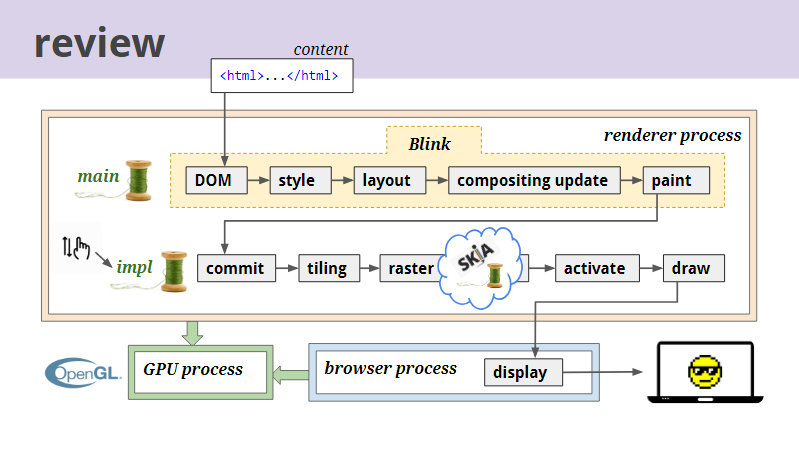 review
content
<html>...</html>
renderer process
Blink
main
DOM
style
layout
compositing update
paint
impl
commit
tiling
raster
SKIA
activate
draw
OpenGL.
GPU process
browser process
display